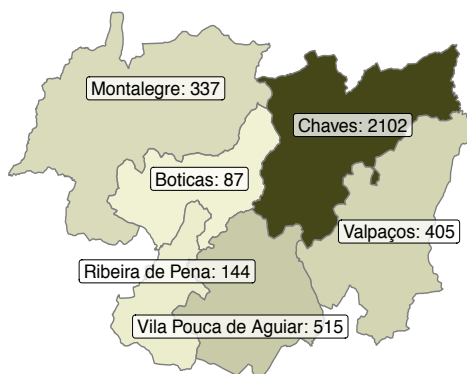 Montalegre: 337
Chaves: 2102
Boticas: 87
Valpaços: 405
Ribeira de Pena: 144
Vila Pouca de Aguiar: 515